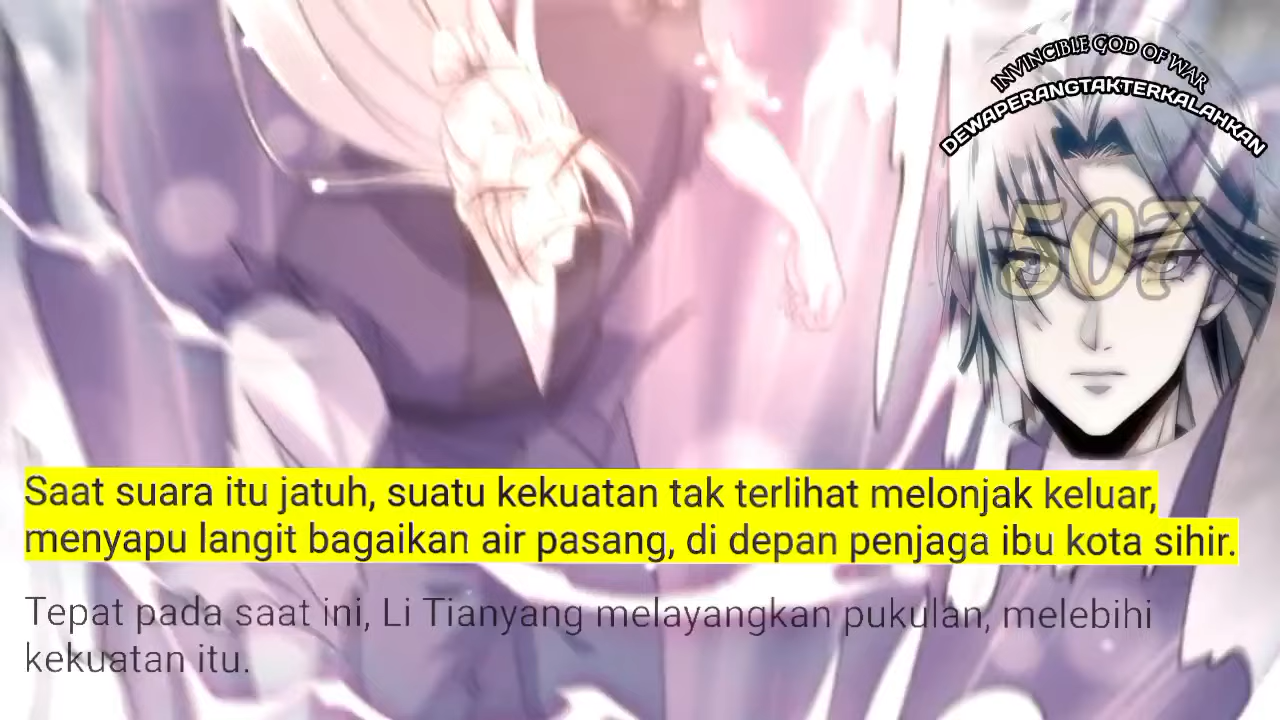 INVINCIBLE GOD OF WAR
DEWAPERANGTAKTERKALAHKAN
507
Saat suara itu jatuh, suatu kekuatan tak terlihat melonjak keluar,
menyapu langit bagaikan air pasang, di depan penjaga ibu kota sihir.
Tepat pada saat ini, Li Tianyang melayangkan pukulan, melebihi
kekuatan itu.